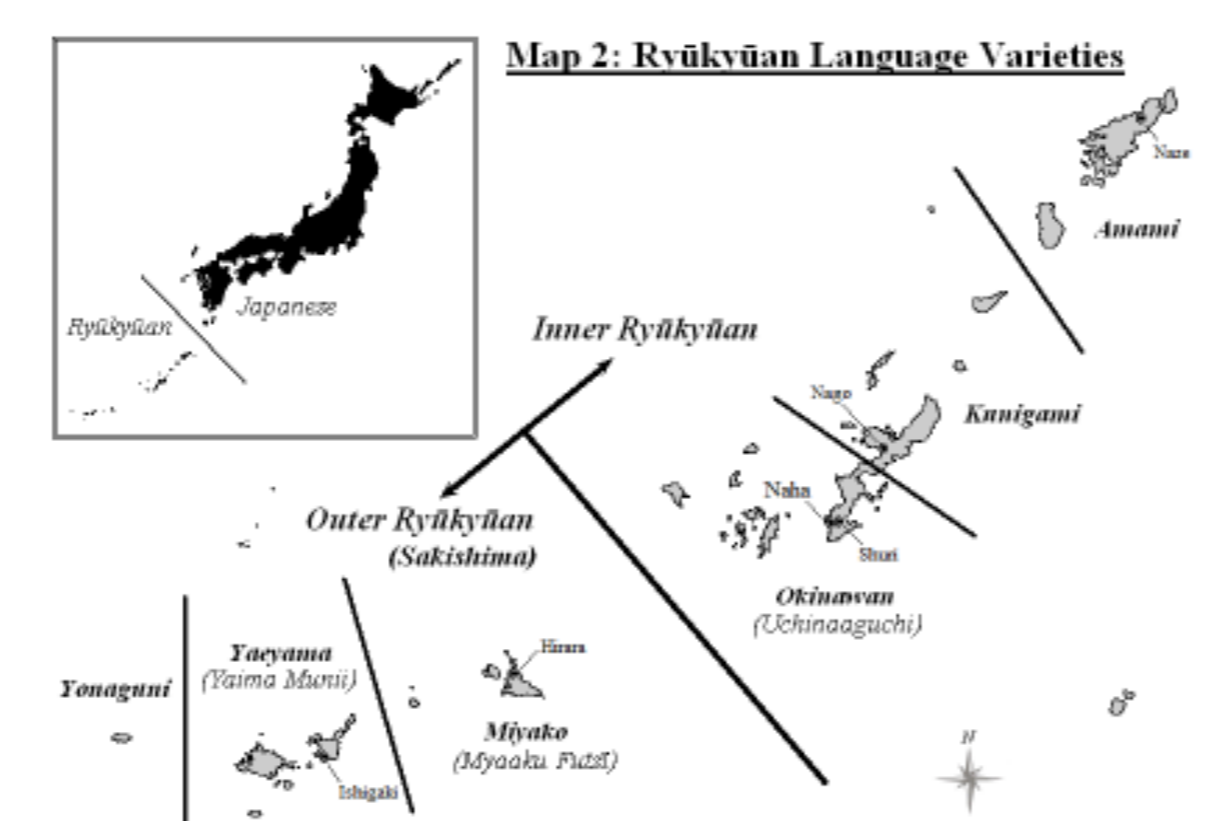 Map 2: Ryūkyūan Language Varieties
Ryūkyūan
Japanese
Naze
Amami
Inner Ryūkyūan
Nago
Kunigami
Naha
Shuri
Okinawan
(Uchinaaguchi)
Outer Ryūkyūan
(Sakishima)
Yonaguni
Yaeyama
(Yaima Munii)
Ishigaki
Hirara
Miyako
(Myaaku Futzī)
N